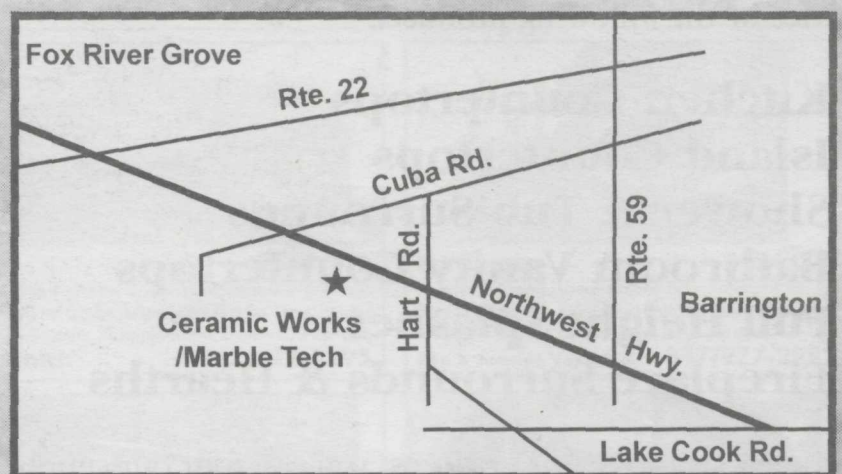 Fox River Grove
Rte. 22
Cuba Rd.
Hart Rd.
Rte. 59
Northwest Hwy.
Barrington
Ceramic Works
/Marble Tech
Lake Cook Rd.